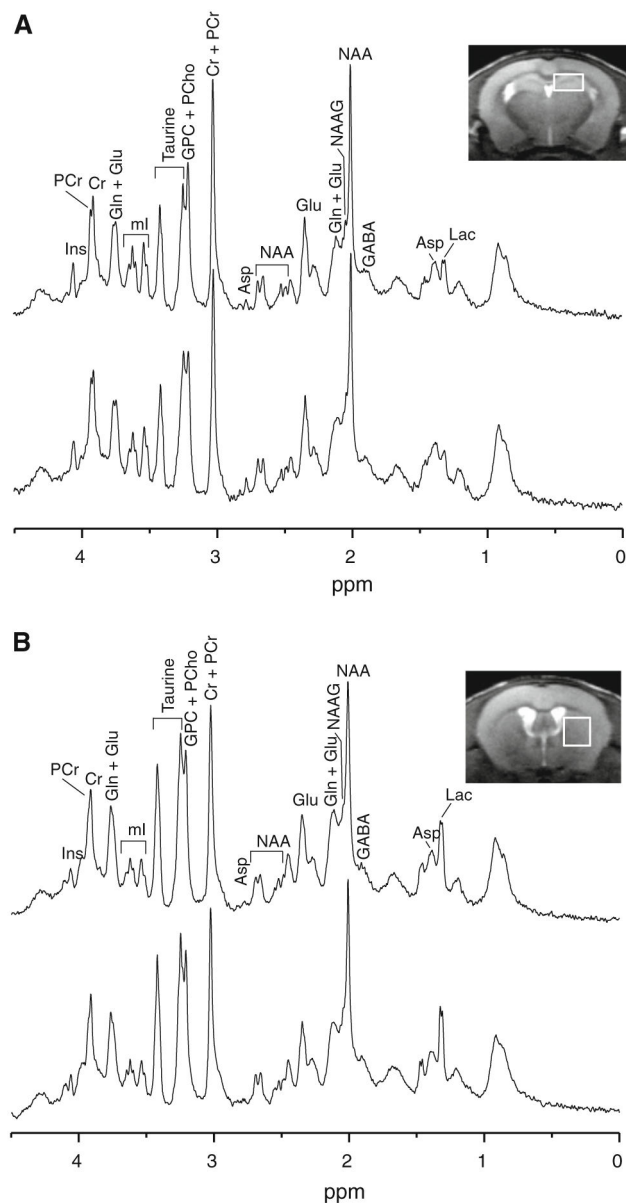 A
PCr
Cr
Ins
Gln + Glu
mI
Taurine
GPC + PCho
Cr + PCr
Asp
NAA
Glu
Gln + Glu
NAAG
NAA
GABA
Asp
Lac
4 3 2 1 0
ppm
B
PCr
Cr
Ins
Gln + Glu
mI
Taurine
GPC + PCho
Cr + PCr
Asp
NAA
Glu
Gln + Glu
NAAG
NAA
GABA
Asp
Lac
4 3 2 1 0
ppm